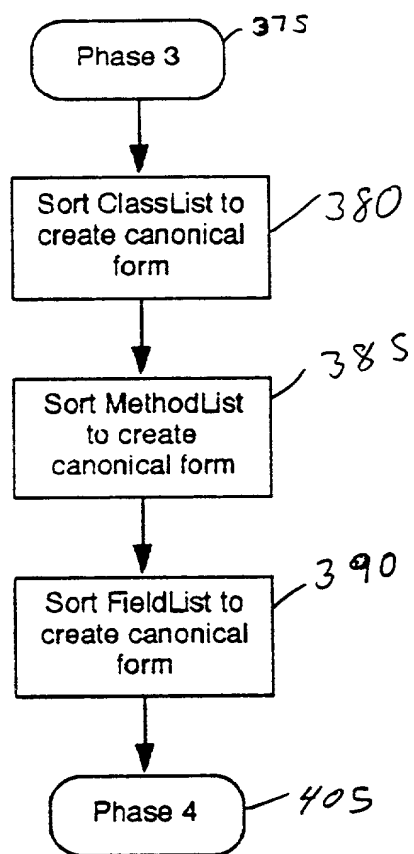 Phase 3
375
Sort ClassList to
create canonical
form
380
Sort MethodList
to create
canonical form
385
Sort FieldList to
create canonical
form
390
Phase 4
405